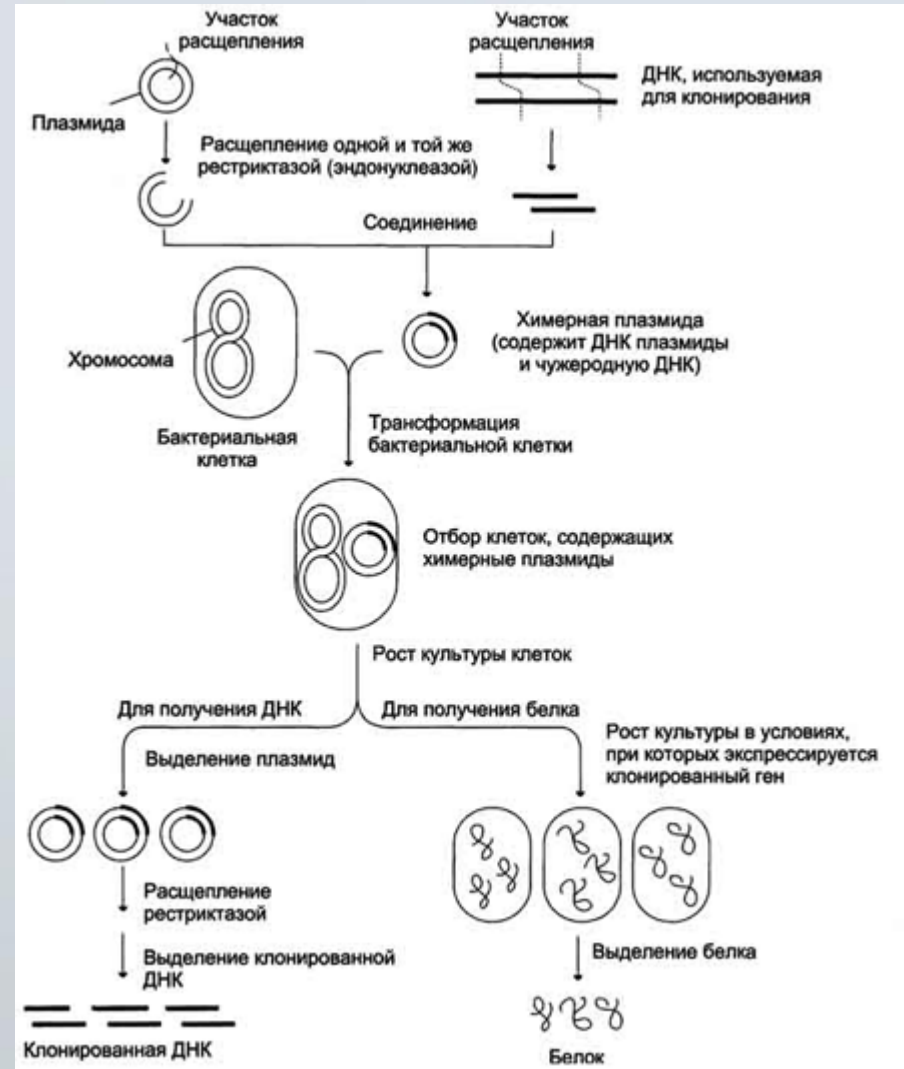 Участок
расщепления
Плазмида
Участок
расщепления
ДНК, используемая
для клонирования
Расщепление одной и той же
рестриктазой (эндонуклеазой)
Соединение
Хромосома
Бактериальная
клетка
Химерная плазмида
(содержит ДНК плазмиды
и чужеродную ДНК)
Трансформация
бактериальной клетки
Отбор клеток, содержащих
химерные плазмиды
Рост культуры клеток
Для получения ДНК
Для получения белка
Выделение плазмид
Рост культуры в условиях,
при которых экспрессируется
клонированный ген
Расщепление
рестриктазой
Выделение клонированной
ДНК
Клонированная ДНК
Выделение белка
Белок